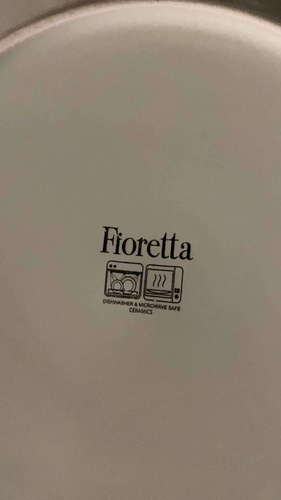 Fioretta
DISHWASHER & MICROWAVE SAFE
CERAMICS